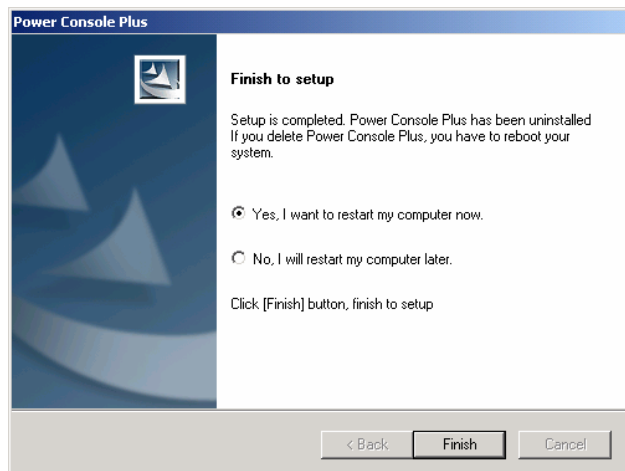 Power Console Plus
Finish to setup
Setup is completed. Power Console Plus has been uninstalled
If you delete Power Console Plus, you have to reboot your
system.
Yes, I want to restart my computer now.
No, I will restart my computer later.
Click [Finish] button, finish to setup
< Back
Finish
Cancel